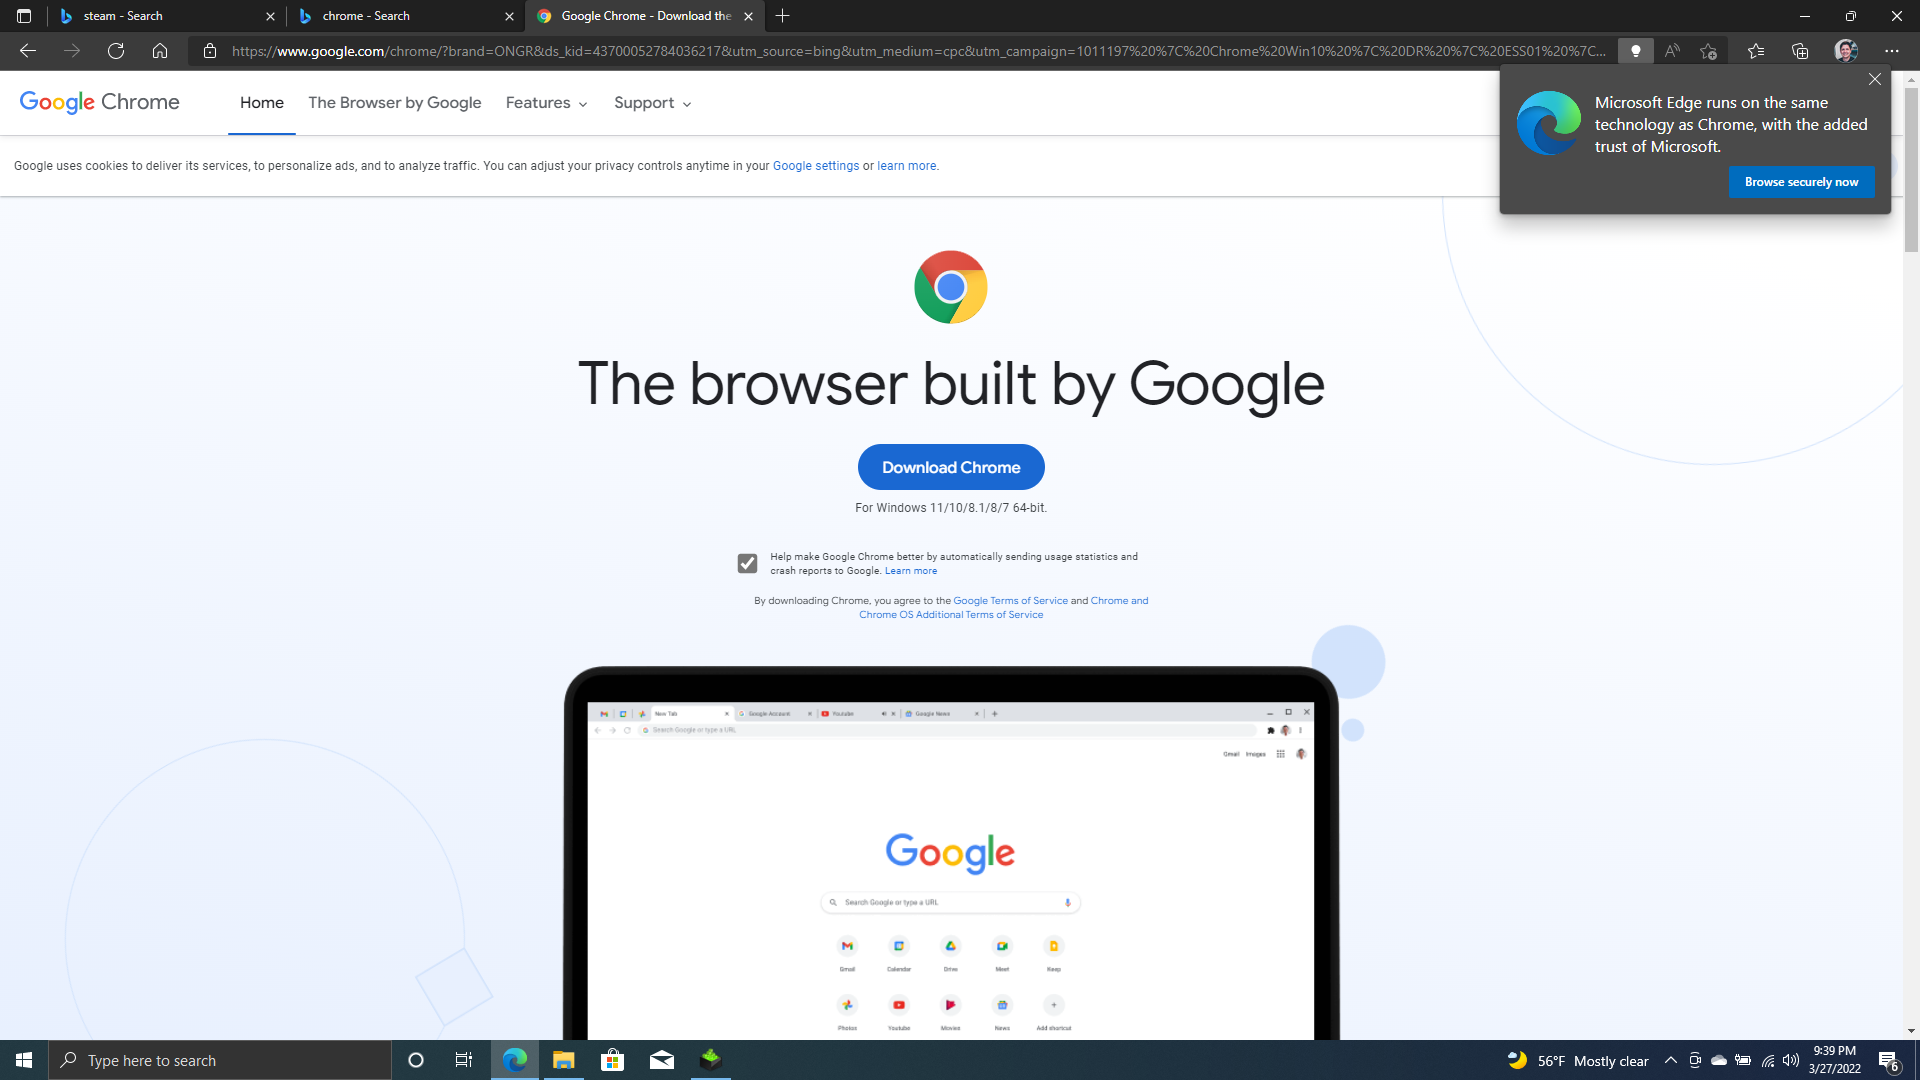 steam - Search
chrome - Search
Google Chrome - Download the
https://www.google.com/chrome/?brand=ONGR&ds_kid=43700052784036217&utm_source=bing&utm_medium=cpc&utm_campaign=1011197%20%7C%20Chrome%20Win10%20%7C%20DR%20%7C%20ESS01%20%7C...
Google Chrome
Home
The Browser by Google
Features
Support
Microsoft Edge runs on the same
technology as Chrome, with the added
trust of Microsoft.
Browse securely now
Google uses cookies to deliver its services, to personalize ads, and to analyze traffic. You can adjust your privacy controls anytime in your Google settings or learn more.
The browser built by Google
Download Chrome
For Windows 11/10/8.1/8/7 64-bit.
Help make Google Chrome better by automatically sending usage statistics and
crash reports to Google. Learn more
By downloading Chrome, you agree to the Google Terms of Service and Chrome and
Chrome OS Additional Terms of Service
New Tab
Google Account
Youtube
Google News
Search Google or type a URL
Gmail Images
Google
Search Google or type a URL
Gmail Calendar Drive Meet Keep
Photos Youtube Movies News Add shortcut
Type here to search
56°F Mostly clear
9:39 PM
3/27/2022
6